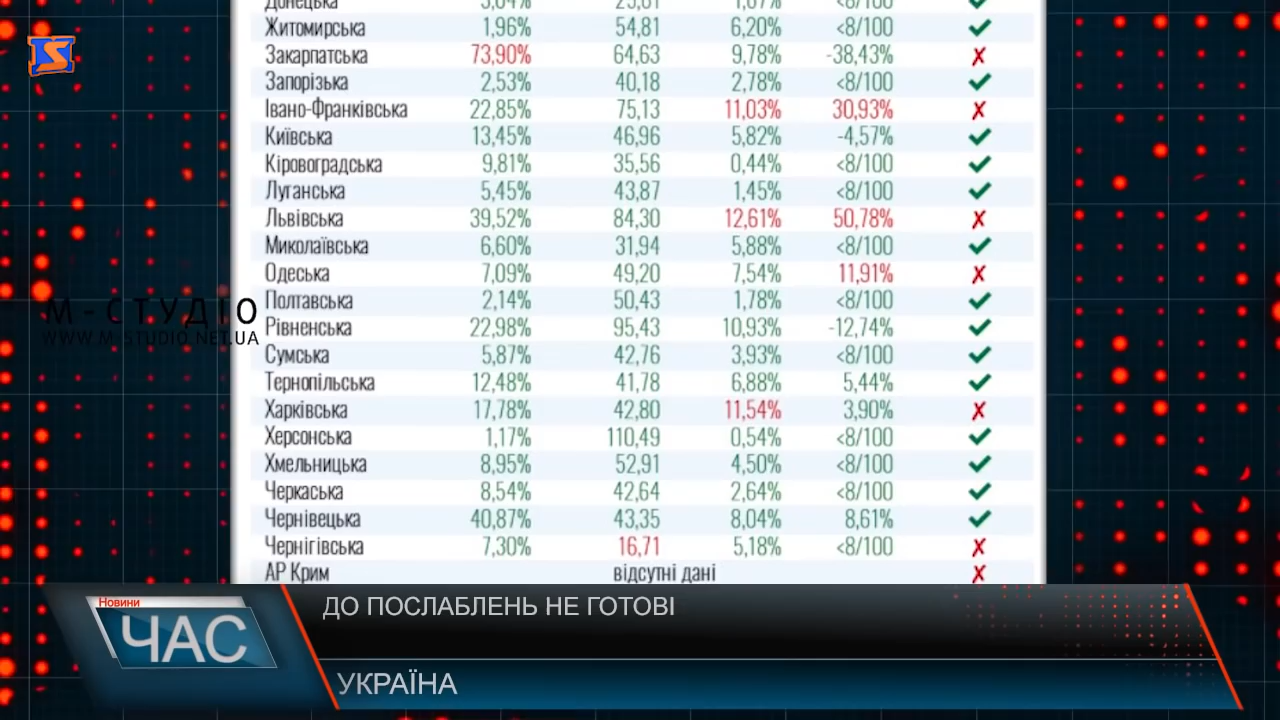 Донецька 25,61 1,67% <8/100
Житомирська 1,96% 54,81 6,20% <8/100
Закарпатська 73,90% 64,63 9,78% -38,43% ✗
Запорізька 2,53% 40,18 2,78% <8/100 ✓
Івано-Франківська 22,85% 75,13 11,03% 30,93% ✗
Київська 13,45% 46,96 5,82% -4,57% ✓
Кіровоградська 9,81% 35,56 0,44% <8/100 ✓
Луганська 5,45% 43,87 1,45% <8/100 ✓
Львівська 39,52% 84,30 12,61% 50,78% ✗
Миколаївська 6,60% 31,94 5,88% <8/100 ✓
Одеська 7,09% 49,20 7,54% 11,91% ✗
М-СТУДІО
Полтавська 2,14% 50,43 1,78% <8/100 ✓
WWW.M-STUDIO.NET.UA
Рівненська 22,98% 95,43 10,93% -12,74% ✓
Сумська 5,87% 42,76 3,93% <8/100 ✓
Тернопільська 12,48% 41,78 6,88% 5,44% ✓
Харківська 17,78% 42,80 11,54% 3,90% ✗
Херсонська 1,17% 110,49 0,54% <8/100 ✓
Хмельницька 8,95% 52,91 4,50% <8/100 ✓
Черкаська 8,54% 42,64 2,64% <8/100 ✓
Чернівецька 40,87% 43,35 8,04% 8,61% ✓
Чернігівська 7,30% 16,71 5,18% <8/100 ✗
АР Крим відсутні дані ✗
Новини
ЧАС
ДО ПОСЛАБЛЕНЬ НЕ ГОТОВІ
УКРАЇНА